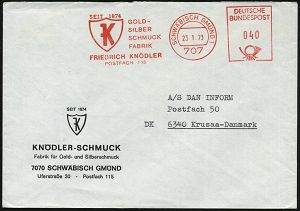 SEIT 1874
K
GOLD-
SILBER
SCHMUCK
FABRIK
FRIEDRICH KNÖDLER
POSTFACH 115
SCHWÄBISCH GMÜND 1
23.1.73
707
DEUTSCHE
BUNDESPOST
040
SEIT 1874
K
KNÖDLER-SCHMUCK
Fabrik für Gold- und Silberschmuck
7070 SCHWÄBISCH GMÜND
Uferstraße 30 - Postfach 115
A/S DAN INFORM
Postfach 50
DK 6340 Krusaa-Danmark